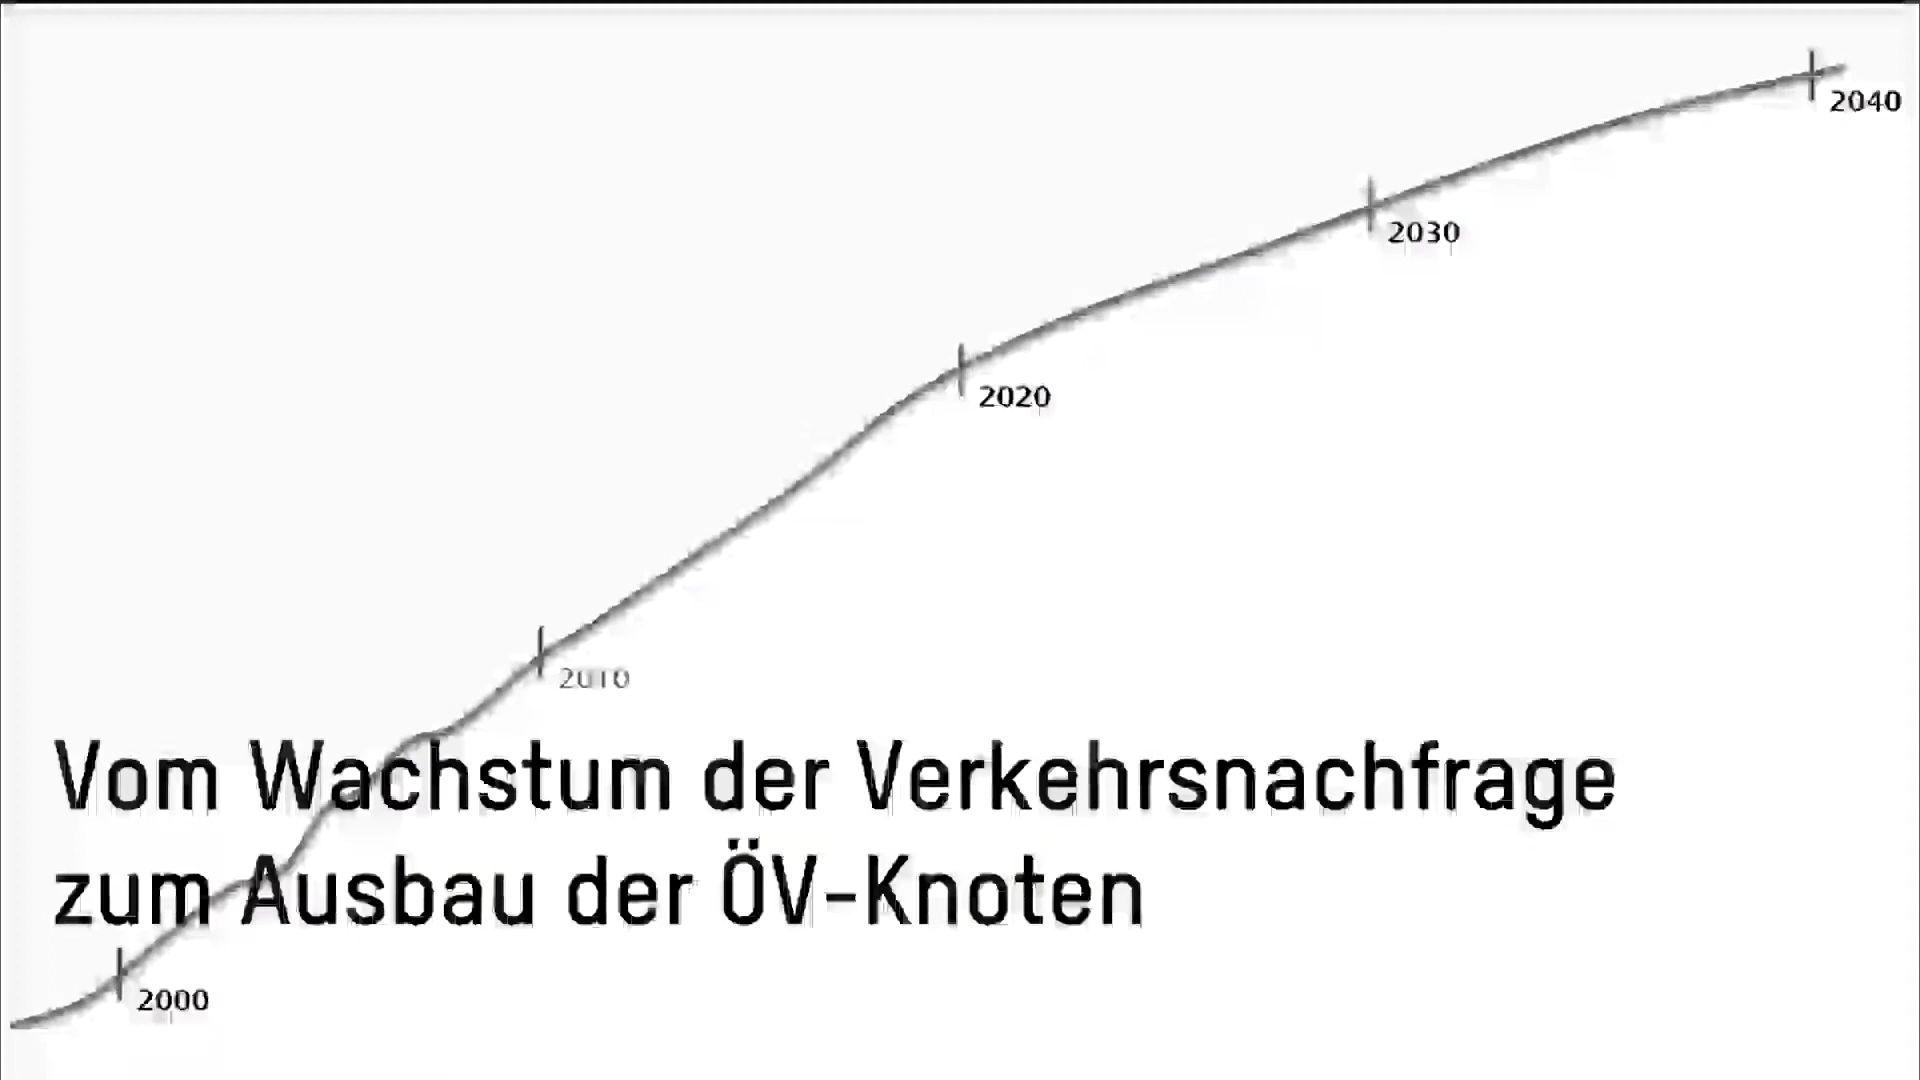 2040
2030
2020
2010
Vom Wachstum der Verkehrsnachfrage
zum Ausbau der ÖV-Knoten
2000